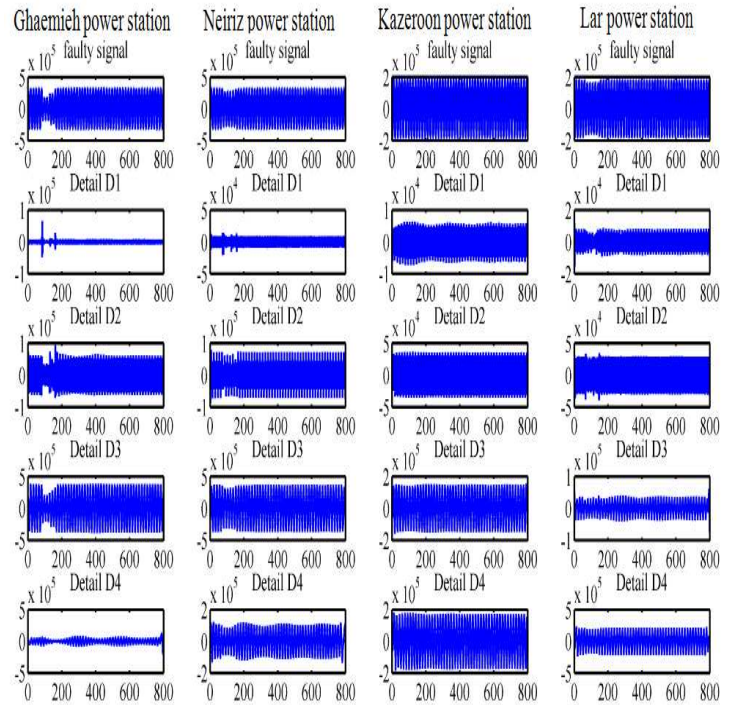 Ghaemieh power station Neiriz power station Kazeroon power station Lar power station
x 10^5 faulty signal x 10^5 faulty signal x 10^5 faulty signal x 10^5 faulty signal
5 5 2 2
0 0 0 0
-5 -5 -2 -2
0 200 400 600 800 0 200 400 600 800 0 200 400 600 800 0 200 400 600 800
x 10^5 Detail D1 x 10^4 Detail D1 x 10^4 Detail D1 x 10^4 Detail D1
1 5 1 2
0 0 0 0
-1 -5 -1 -2
0 200 400 600 800 0 200 400 600 800 0 200 400 600 800 0 200 400 600 800
x 10^5 Detail D2 x 10^5 Detail D2 x 10^4 Detail D2 x 10^4 Detail D2
1 1 5 5
0 0 0 0
-1 -1 -5 -5
0 200 400 600 800 0 200 400 600 800 0 200 400 600 800 0 200 400 600 800
x 10^5 Detail D3 x 10^5 Detail D3 x 10^5 Detail D3 x 10^5 Detail D3
5 5 2 1
0 0 0 0
-5 -5 -2 -1
0 200 400 600 800 0 200 400 600 800 0 200 400 600 800 0 200 400 600 800
x 10^5 Detail D4 x 10^5 Detail D4 x 10^5 Detail D4 x 10^5 Detail D4
5 2 2 5
0 0 0 0
-5 -2 -2 -5
0 200 400 600 800 0 200 400 600 800 0 200 400 600 800 0 200 400 600 800